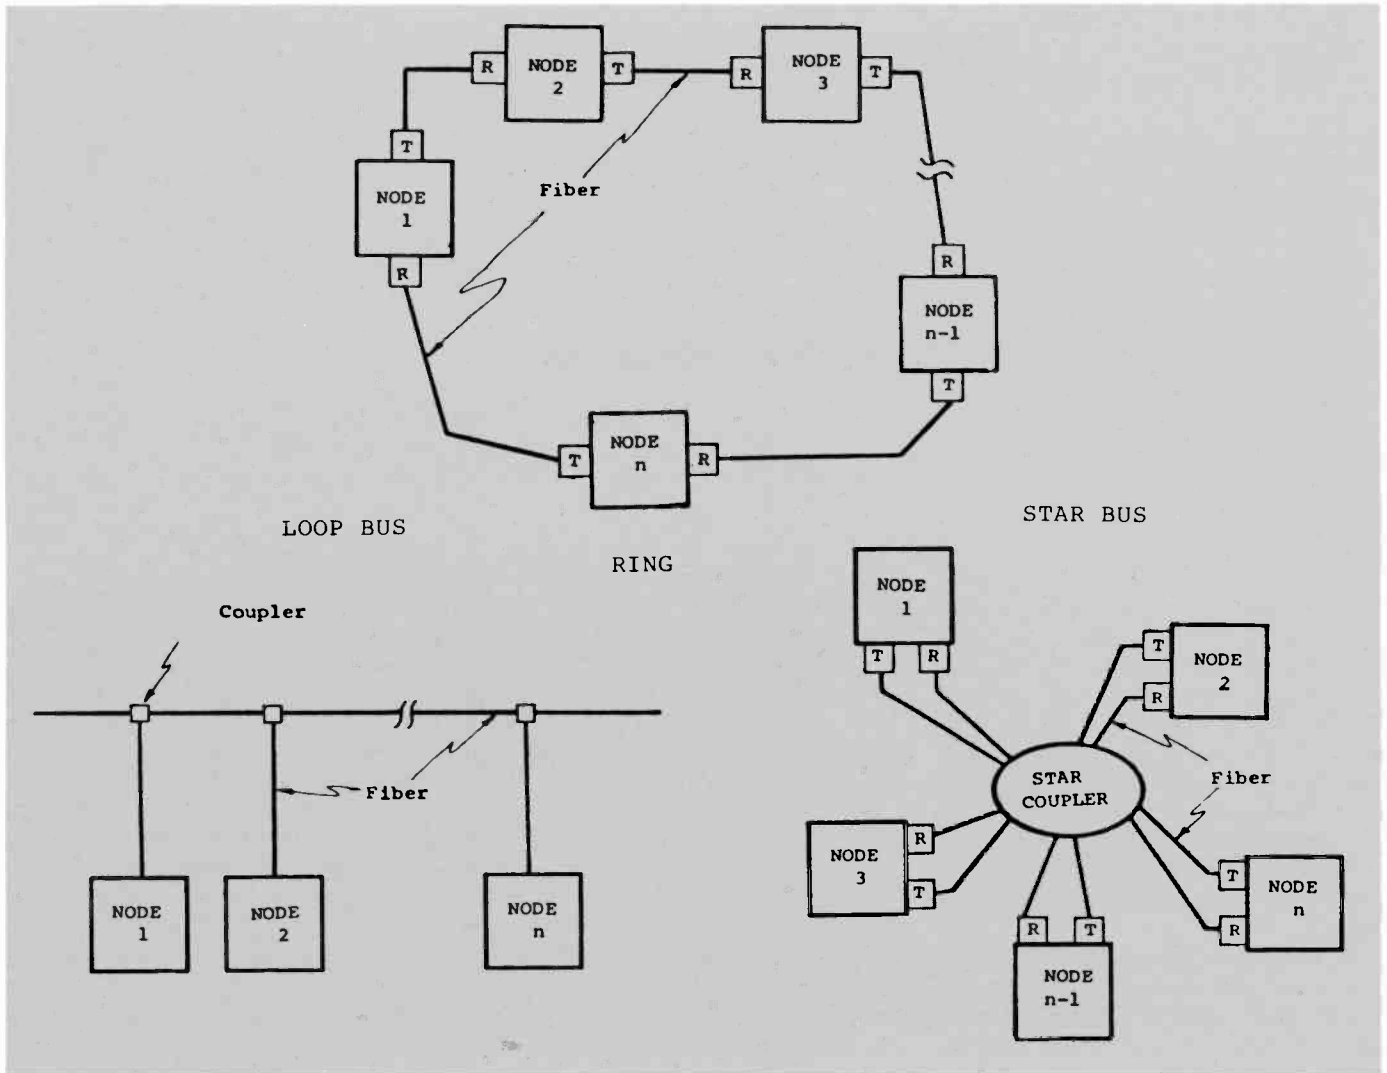 R
NODE
2
T
R
NODE
3
T
T
NODE
1
R
Fiber
R
NODE
n-1
T
T
NODE
n
R
LOOP BUS
RING
STAR BUS
Coupler
Fiber
NODE
1
NODE
2
NODE
n
NODE
1
T
R
T
NODE
2
R
STAR
COUPLER
Fiber
NODE
3
R
T
R
T
NODE
n-1
T
R
NODE
n